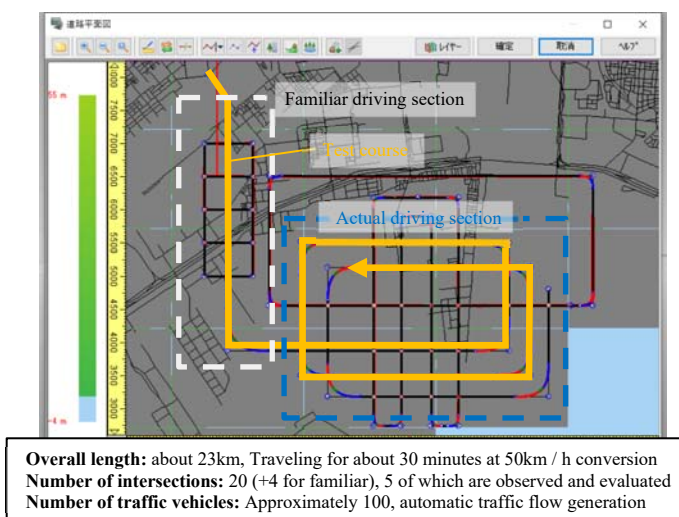 道路平面図
レイヤー 確定 取消 ヘルプ
55 m
Familiar driving section
Test course
Actual driving section
8000
7500
7000
6500
6000
5500
5000
4500
4000
3500
3000
-4 m
Overall length: about 23km, Traveling for about 30 minutes at 50km / h conversion
Number of intersections: 20 (+4 for familiar), 5 of which are observed and evaluated
Number of traffic vehicles: Approximately 100, automatic traffic flow generation